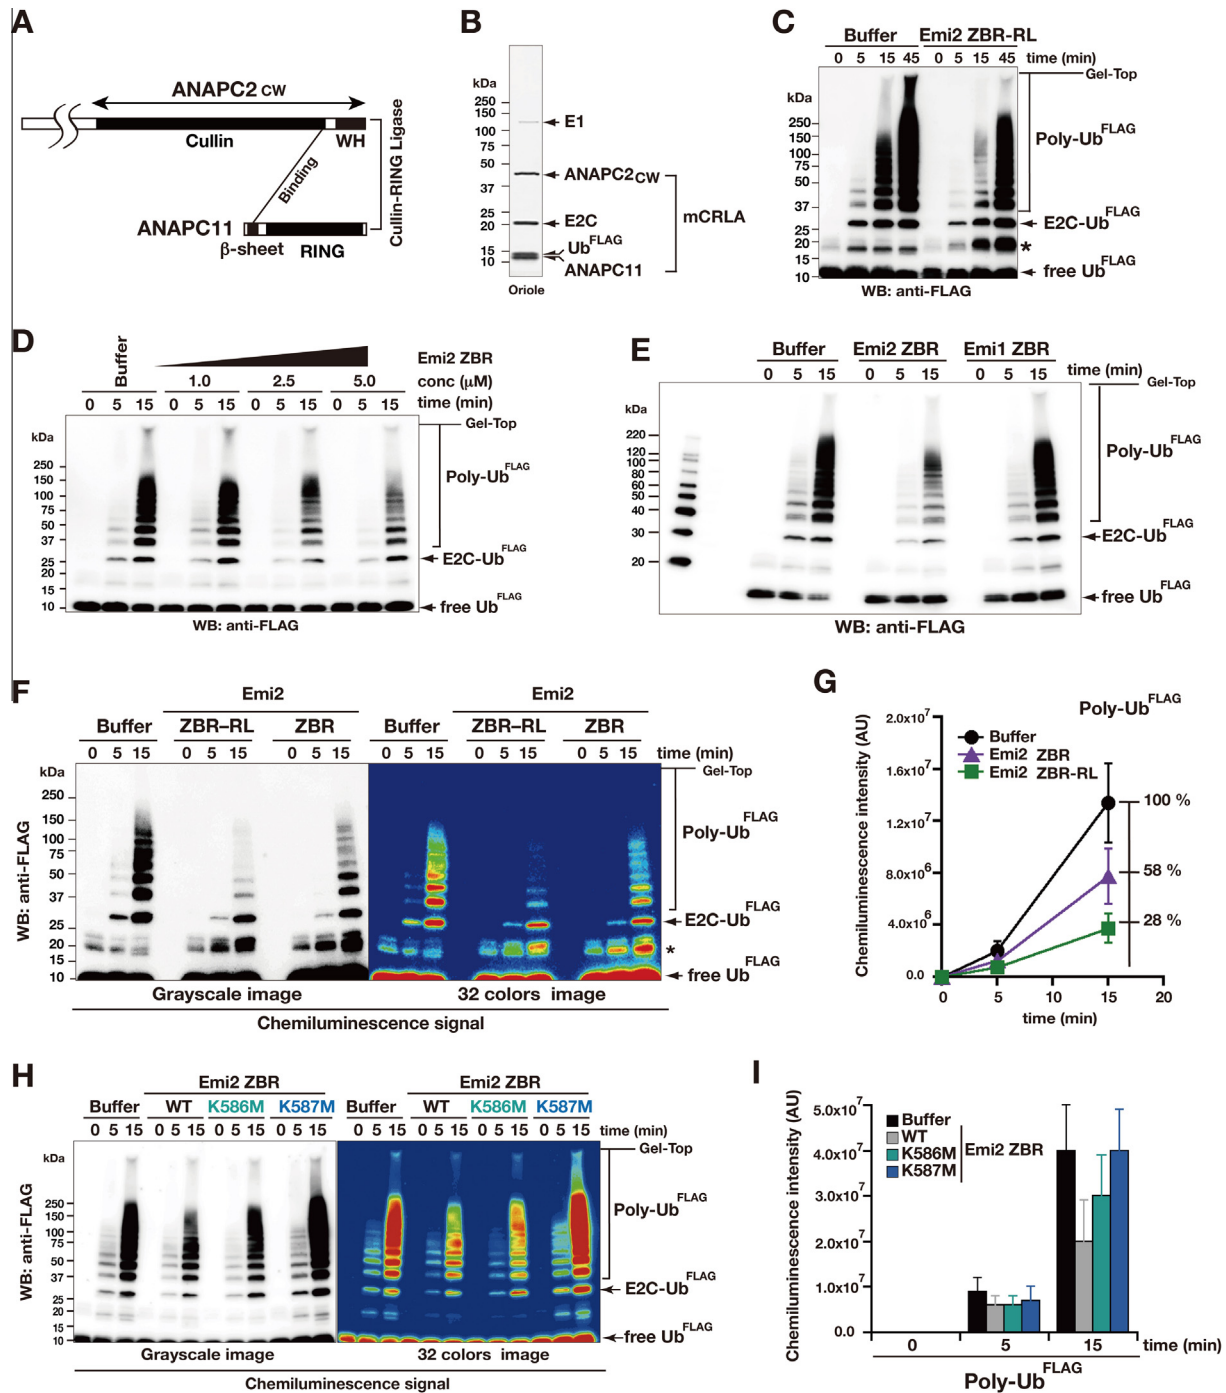 A
ANAPC2 CW
Cullin
WH
Binding
ANAPC11
β-sheet
RING
Cullin-RING Ligase
B
kDa
250
150
100
75
50
37
25
20
15
10
E1
ANAPC2CW
E2C
UbFLAG
ANAPC11
mCRLA
Oriole
C
Buffer Emi2 ZBR-RL
0 5 15 45 0 5 15 45 time (min)
Gel-Top
kDa
250
150
100
75
50
37
25
20
15
10
Poly-UbFLAG
E2C-UbFLAG
*
free UbFLAG
WB: anti-FLAG
D
Buffer
Emi2 ZBR
1.0 2.5 5.0 conc (μM)
0 5 15 0 5 15 0 5 15 0 5 15 time (min)
Gel-Top
kDa
250
150
100
75
50
37
25
20
15
10
Poly-UbFLAG
E2C-UbFLAG
free UbFLAG
WB: anti-FLAG
E
Buffer Emi2 ZBR Emi1 ZBR
0 5 15 0 5 15 0 5 15 time (min)
Gel-Top
kDa
220
120
100
80
60
50
40
30
20
Poly-UbFLAG
E2C-UbFLAG
free UbFLAG
WB: anti-FLAG
F
Emi2 Emi2
Buffer ZBR–RL ZBR Buffer ZBR–RL ZBR
0 5 15 0 5 15 0 5 15 0 5 15 0 5 15 0 5 15 time (min)
Gel-Top
kDa
250
150
100
75
50
37
25
20
15
10
WB: anti-FLAG
Poly-UbFLAG
E2C-UbFLAG
*
free UbFLAG
Grayscale image 32 colors image
Chemiluminescence signal
G
Poly-UbFLAG
Chemiluminescence intensity (AU)
2.0x10⁷
1.6x10⁷
1.2x10⁷
8.0x10⁶
4.0x10⁶
0.0
Buffer
Emi2 ZBR
Emi2 ZBR-RL
100 %
58 %
28 %
0 5 10 15 20
time (min)
H
Emi2 ZBR Emi2 ZBR
Buffer WT K586M K587M Buffer WT K586M K587M
0 5 15 0 5 15 0 5 15 0 5 15 0 5 15 0 5 15 0 5 15 0 5 15 time (min)
Gel-Top
kDa
250
150
100
75
50
37
25
20
15
10
WB: anti-FLAG
Poly-UbFLAG
E2C-UbFLAG
free UbFLAG
Grayscale image 32 colors image
Chemiluminescence signal
I
Chemiluminescence intensity (AU)
5.0x10⁷
4.0x10⁷
3.0x10⁷
2.0x10⁷
1.0x10⁷
0.0
Buffer
WT
K586M
K587M
Emi2 ZBR
0 5 15 time (min)
Poly-UbFLAG